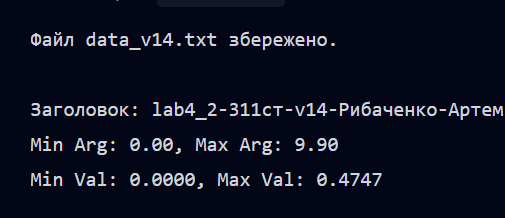 Файл data_v14.txt збережено.
Заголовок: lab4_2-311ст-v14-Рибаченко-Артем
Min Arg: 0.00, Max Arg: 9.90
Min Val: 0.0000, Max Val: 0.4747